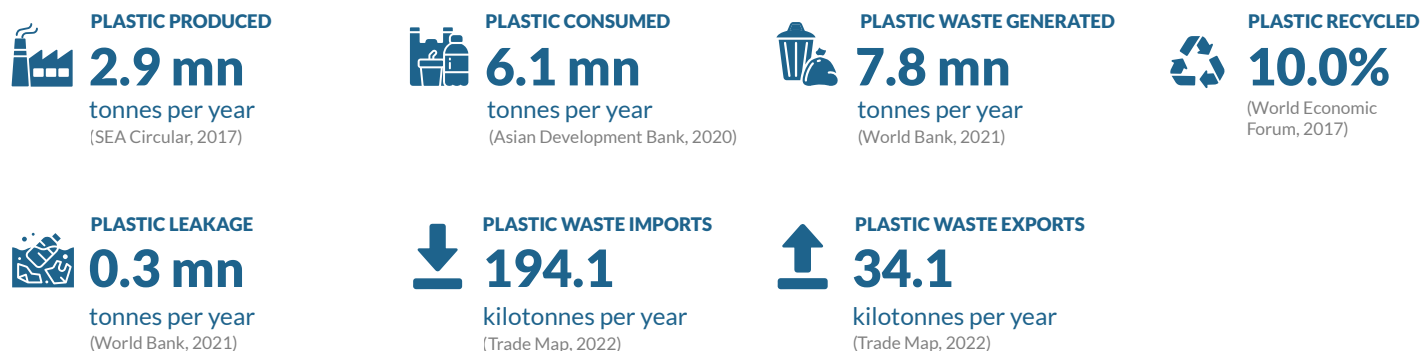 PLASTIC PRODUCED
2.9 mn
tonnes per year
(SEA Circular, 2017)
PLASTIC CONSUMED
6.1 mn
tonnes per year
(Asian Development Bank, 2020)
PLASTIC WASTE GENERATED
7.8 mn
tonnes per year
(World Bank, 2021)
PLASTIC RECYCLED
10.0%
(World Economic
Forum, 2017)
PLASTIC LEAKAGE
0.3 mn
tonnes per year
(World Bank, 2021)
PLASTIC WASTE IMPORTS
194.1
kilotonnes per year
(Trade Map, 2022)
PLASTIC WASTE EXPORTS
34.1
kilotonnes per year
(Trade Map, 2022)